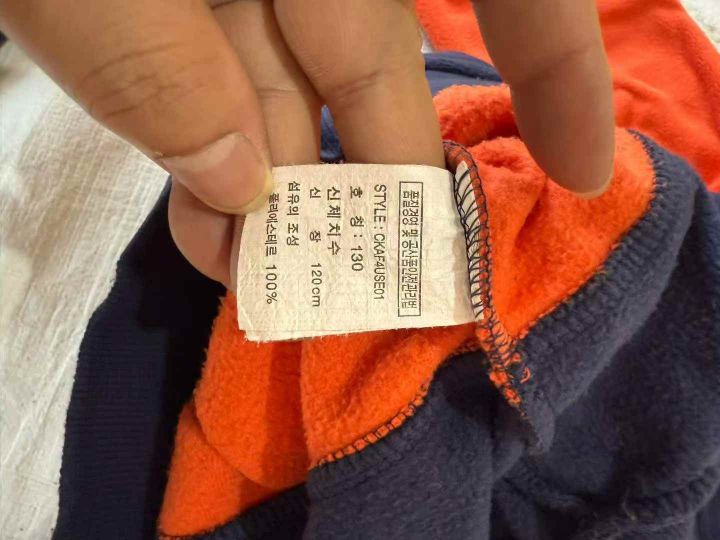 품질경영 및 공산품안전관리법
STYLE : CKAF4USE01
호 칭 : 130
신체치수
신 장 120cm
섬유의 조성
폴리에스테르 100%